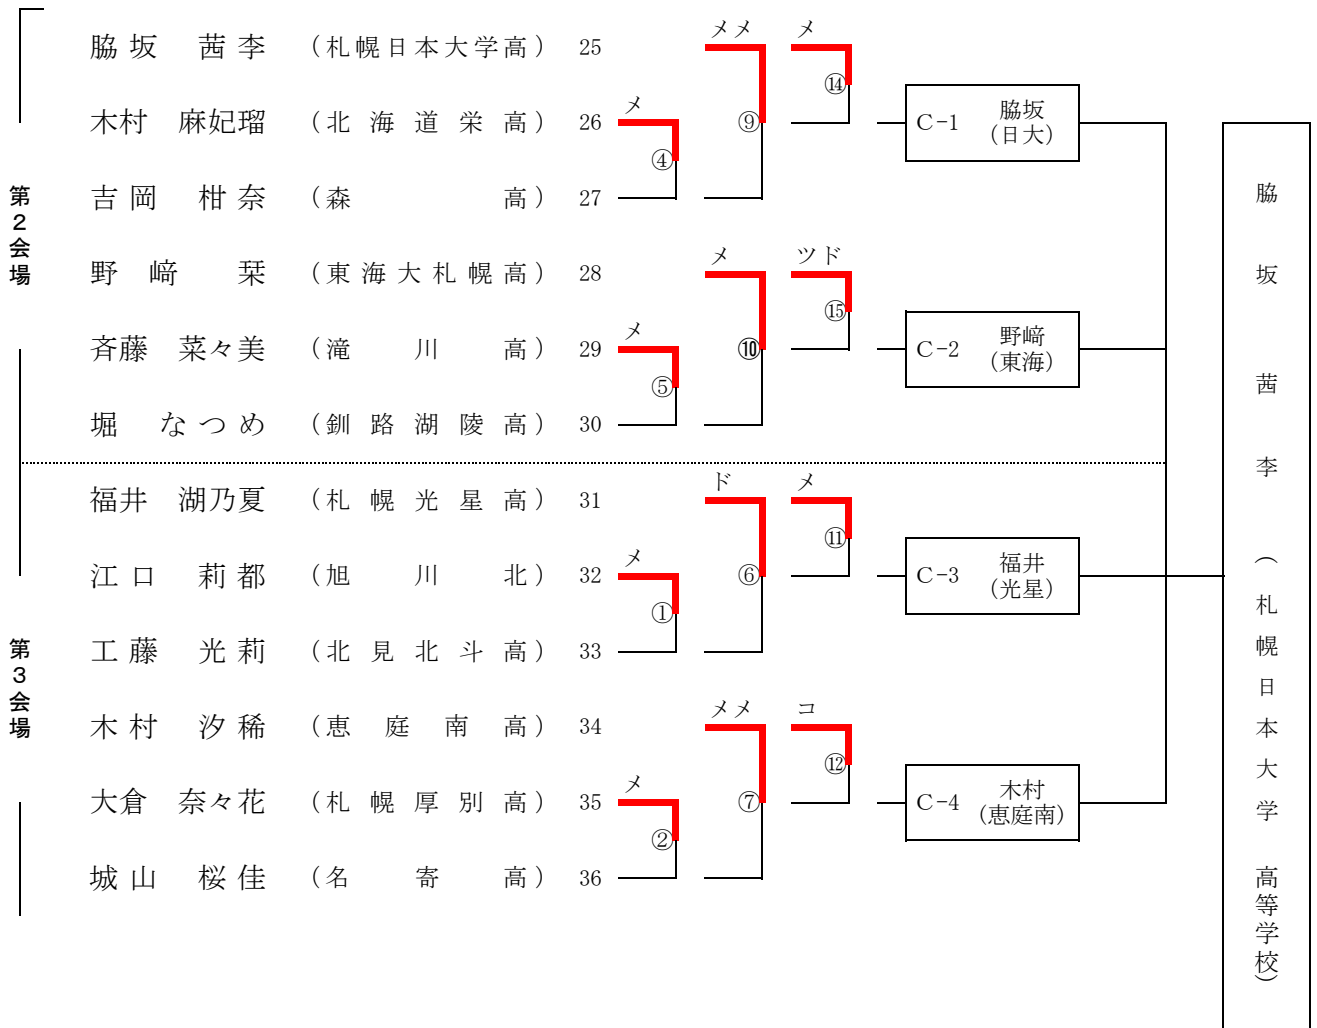 第2会場
脇坂 茜李 （札幌日本大学高） 25
木村 麻妃瑠 （北海道栄高） 26
吉岡 柑奈 （森高） 27
野﨑 栞 （東海大札幌高） 28
斉藤 菜々美 （滝川高） 29
堀 なつめ （釧路湖陵高） 30
第3会場
福井 湖乃夏 （札幌光星高） 31
江口 莉都 （旭川北） 32
工藤 光莉 （北見北斗高） 33
木村 汐稀 （恵庭南高） 34
大倉 奈々花 （札幌厚別高） 35
城山 桜佳 （名寄高） 36
メ
④
メ
⑤
メ
①
メ
②
メメ
⑨
メ
⑩
ド
⑥
メメ
⑦
メ
⑭
ツド
⑮
メ
⑪
コ
⑫
C-1 脇坂
（日大）
C-2 野﨑
（東海）
C-3 福井
（光星）
C-4 木村
（恵庭南）
脇坂茜李（札幌日本大学高等学校）